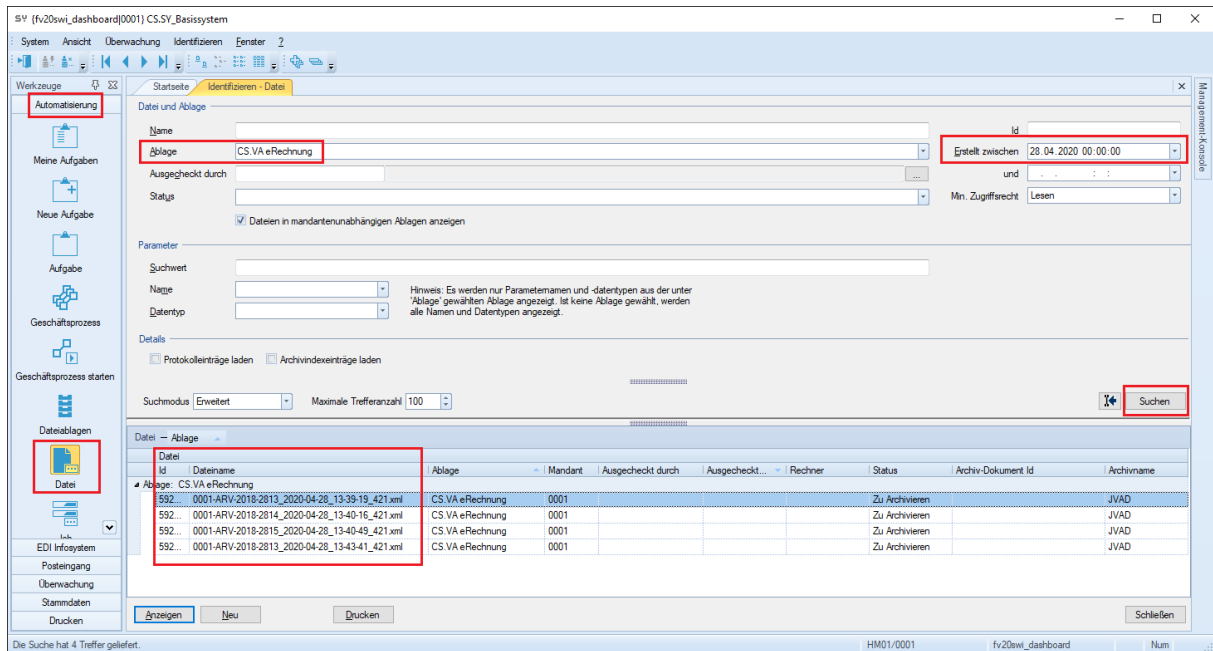 SY {fv20swi_dashboard|0001} CS.SY_Basissystem
System Ansicht Überwachung Identifizieren Fenster ?
Werkzeuge
Automatisierung
Meine Aufgaben
Neue Aufgabe
Aufgabe
Geschäftsprozess
Geschäftsprozess starten
Dateiablagen
Datei
Job
EDI Infosystem
Posteingang
Überwachung
Stammdaten
Drucken
Startseite Identifizieren - Datei
Datei und Ablage
Name Id
Ablage CS.VA eRechnung Erstellt zwischen 28.04.2020 00:00:00
Ausgecheckt durch ... und . . : :
Status Min. Zugriffsrecht Lesen
Dateien in mandantenunabhängigen Ablagen anzeigen
Parameter
Suchwert
Name
Datentyp
Hinweis: Es werden nur Parameternamen und -datentypen aus der unter
'Ablage' gewählten Ablage angezeigt. Ist keine Ablage gewählt, werden
alle Namen und Datentypen angezeigt.
Details
Protokolleinträge laden Archivindexeinträge laden
Suchmodus Erweitert Maximale Trefferanzahl 100 Suchen
Datei Ablage
Datei
Id Dateiname Ablage Mandant Ausgecheckt durch Ausgecheckt... Rechner Status Archiv-Dokument Id Archivname
Ablage: CS.VA eRechnung
592... 0001-ARV-2018-2813_2020-04-28_13-39-19_421.xml CS.VA eRechnung 0001 Zu Archivieren JVAD
592... 0001-ARV-2018-2814_2020-04-28_13-40-16_421.xml CS.VA eRechnung 0001 Zu Archivieren JVAD
592... 0001-ARV-2018-2815_2020-04-28_13-40-49_421.xml CS.VA eRechnung 0001 Zu Archivieren JVAD
592... 0001-ARV-2018-2813_2020-04-28_13-43-41_421.xml CS.VA eRechnung 0001 Zu Archivieren JVAD
Anzeigen Neu Drucken Schließen
Management-Konsole
Die Suche hat 4 Treffer geliefert. HM01/0001 fv20swi_dashboard Num